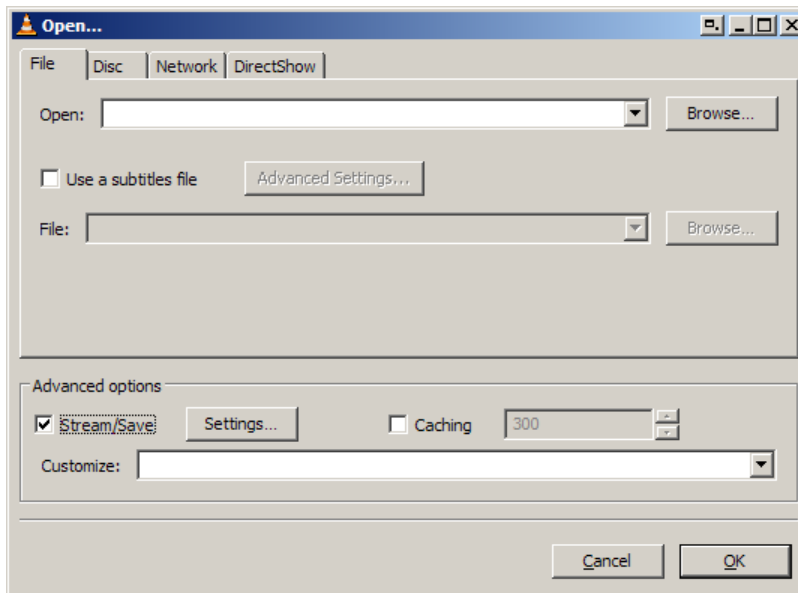 Open...
File Disc Network DirectShow
Open: Browse...
Use a subtitles file Advanced Settings...
File: Browse...
Advanced options
Stream/Save Settings... Caching 300
Customize:
Cancel OK